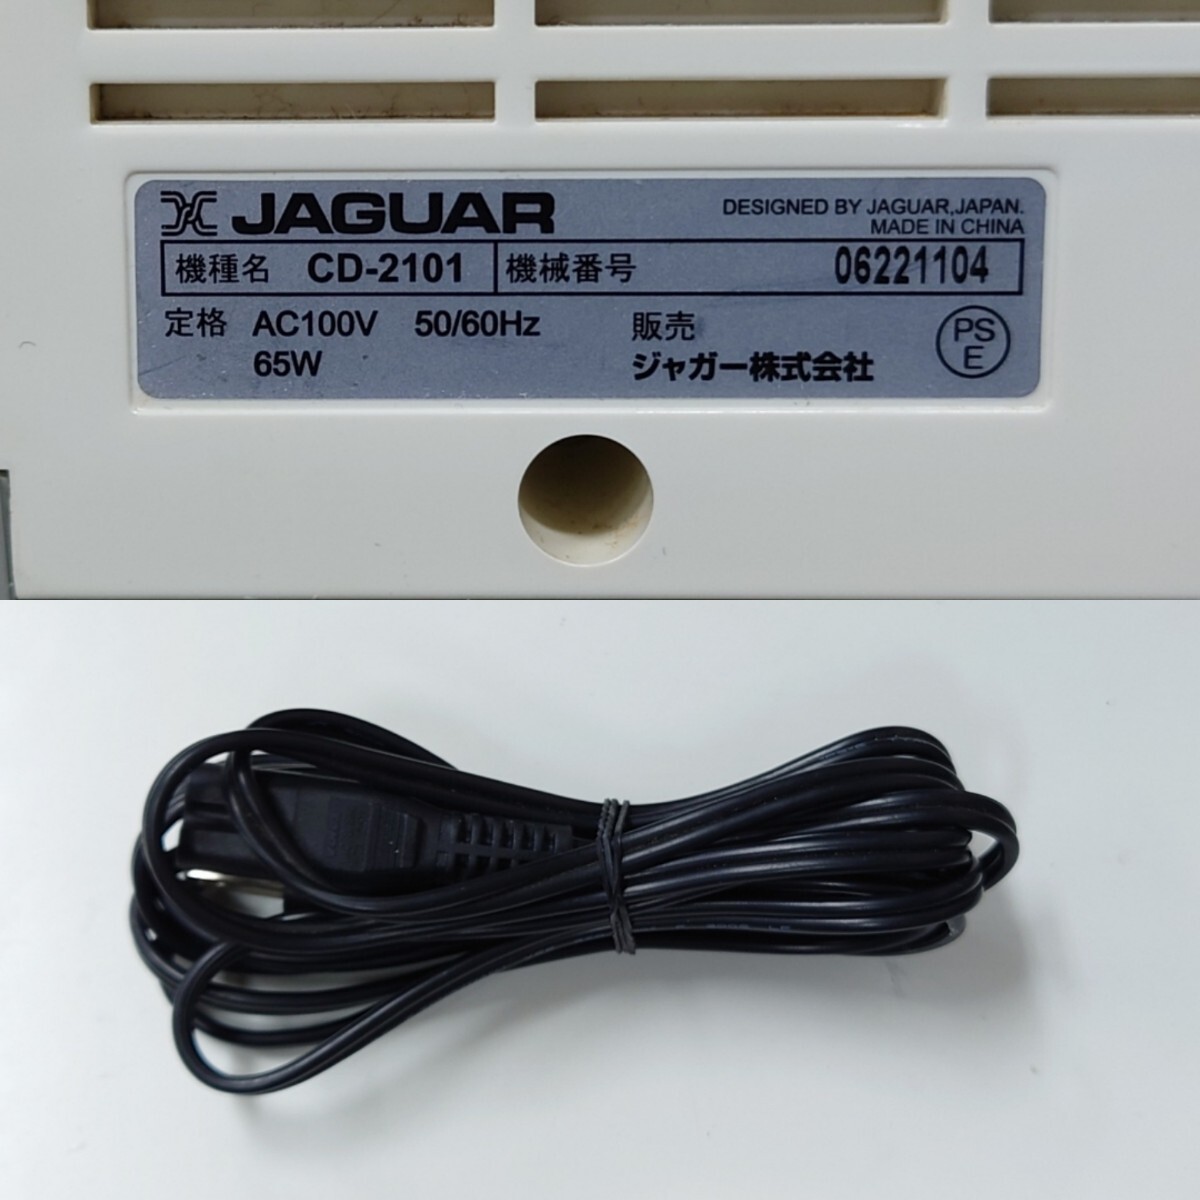 JAGUAR
DESIGNED BY JAGUAR,JAPAN.
MADE IN CHINA
機種名 CD-2101 機械番号 06221104
定格 AC100V 50/60Hz
65W
販売
ジャガー株式会社
PS
E